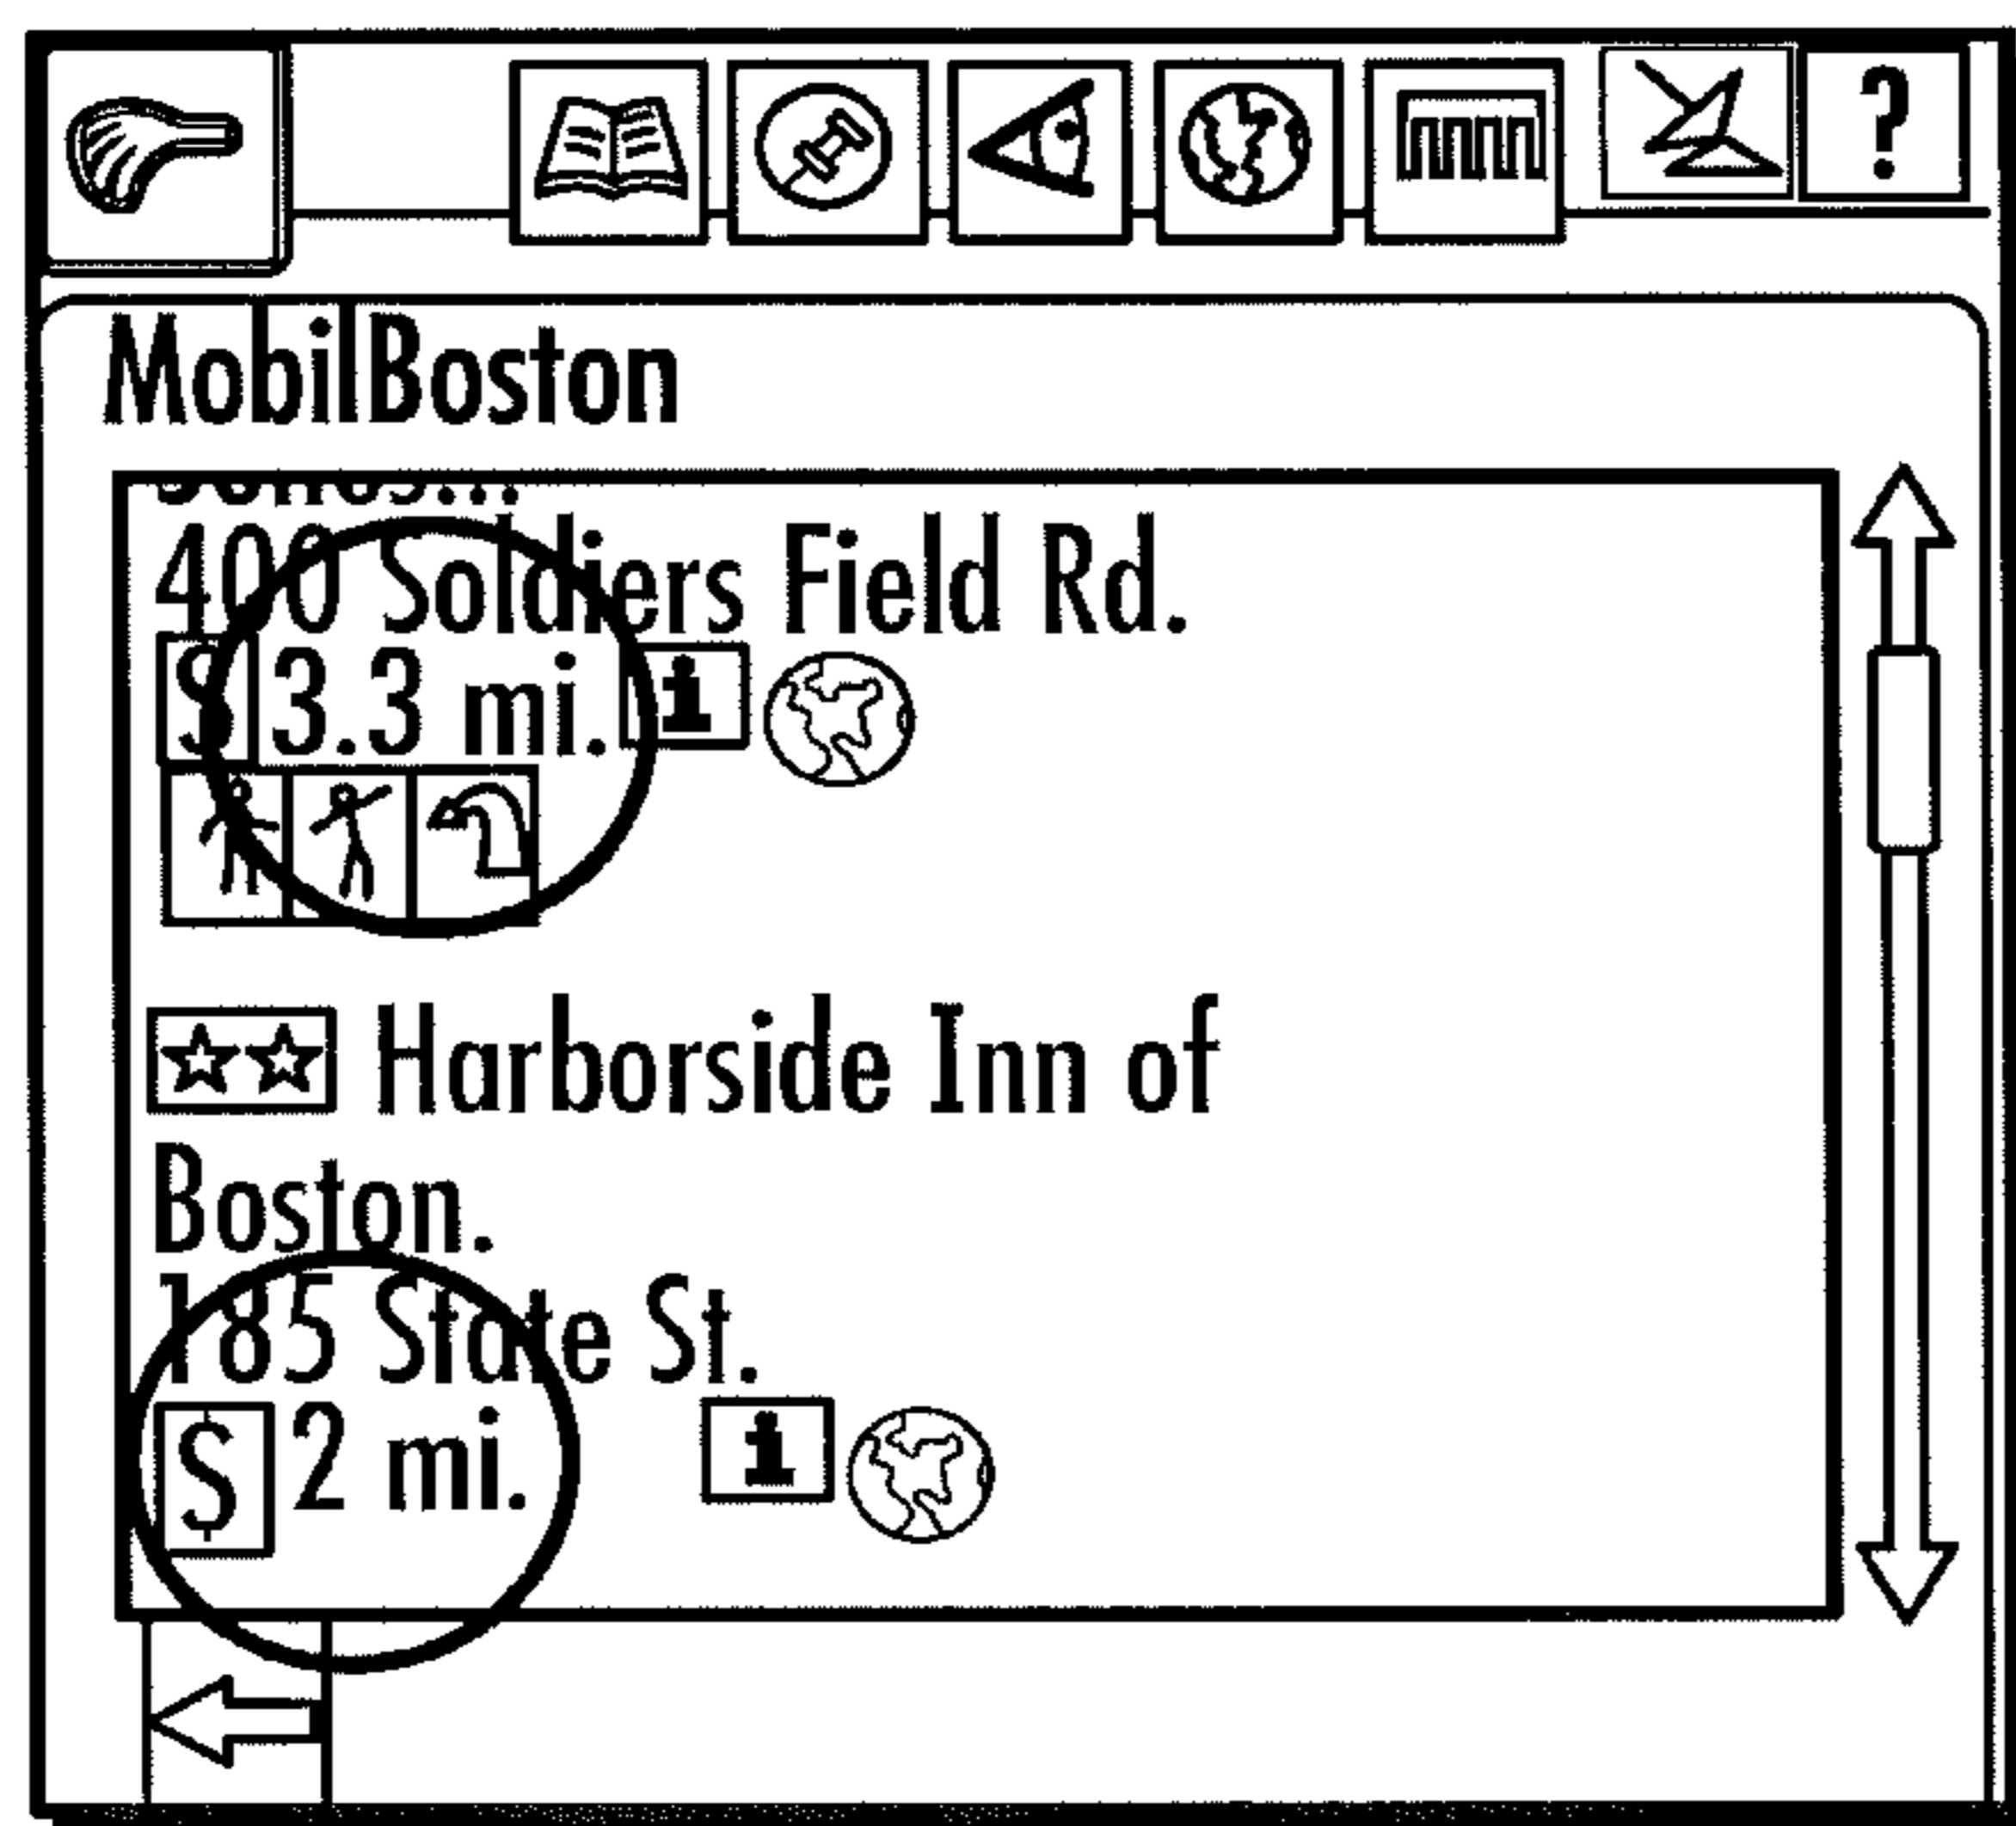 ?
MobilBoston
400 Soldiers Field Rd.
$ 3.3 mi. i
Harborside Inn of
Boston.
185 State St.
$ 2 mi. i